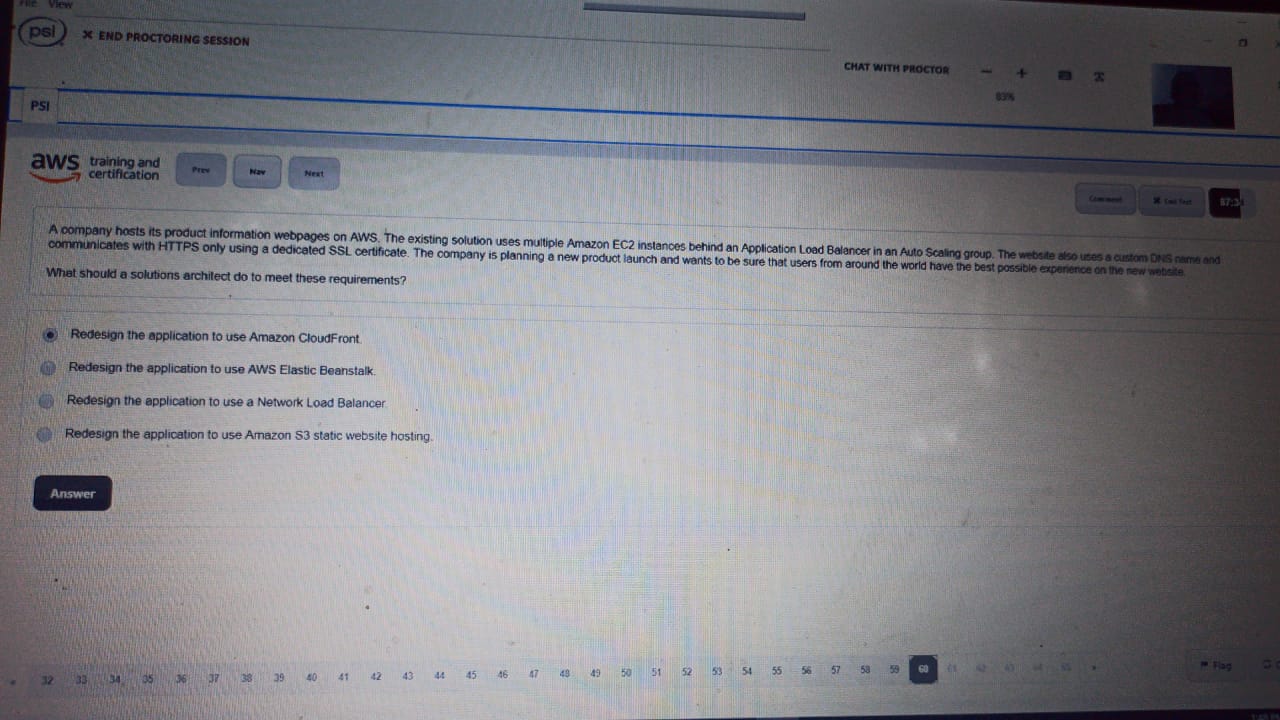 File View
psi
× END PROCTORING SESSION
CHAT WITH PROCTOR
83%
PSI
aws training and certification
Prev
Nav
Next
Comment
End Test
A company hosts its product information webpages on AWS. The existing solution uses multiple Amazon EC2 instances behind an Application Load Balancer in an Auto Scaling group. The website also uses a custom DNS name and
communicates with HTTPS only using a dedicated SSL certificate. The company is planning a new product launch and wants to be sure that users from around the world have the best possible experience on the new website.
What should a solutions architect do to meet these requirements?
Redesign the application to use Amazon CloudFront.
Redesign the application to use AWS Elastic Beanstalk.
Redesign the application to use a Network Load Balancer.
Redesign the application to use Amazon S3 static website hosting.
Answer
32 33 34 35 36 37 38 39 40 41 42 43 44 45 46 47 48 49 50 51 52 53 54 55 56 57 58 59 60
Flag